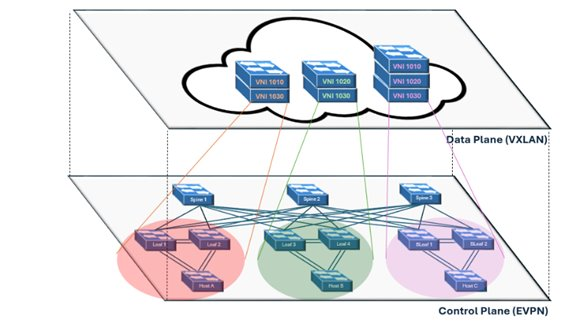 VNI 1010
VNI 1030
VNI 1020
VNI 1030
VNI 1010
VNI 1020
VNI 1030
Data Plane (VXLAN)
Spine 1
Spine 2
Spine 3
Leaf 1
Leaf 2
Leaf 3
Leaf 4
BLeaf 1
BLeaf 2
Host A
Host B
Host C
Control Plane (EVPN)